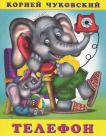 КОРНЕЙ ЧУКОВСКИЙ
ТЕЛЕФОН